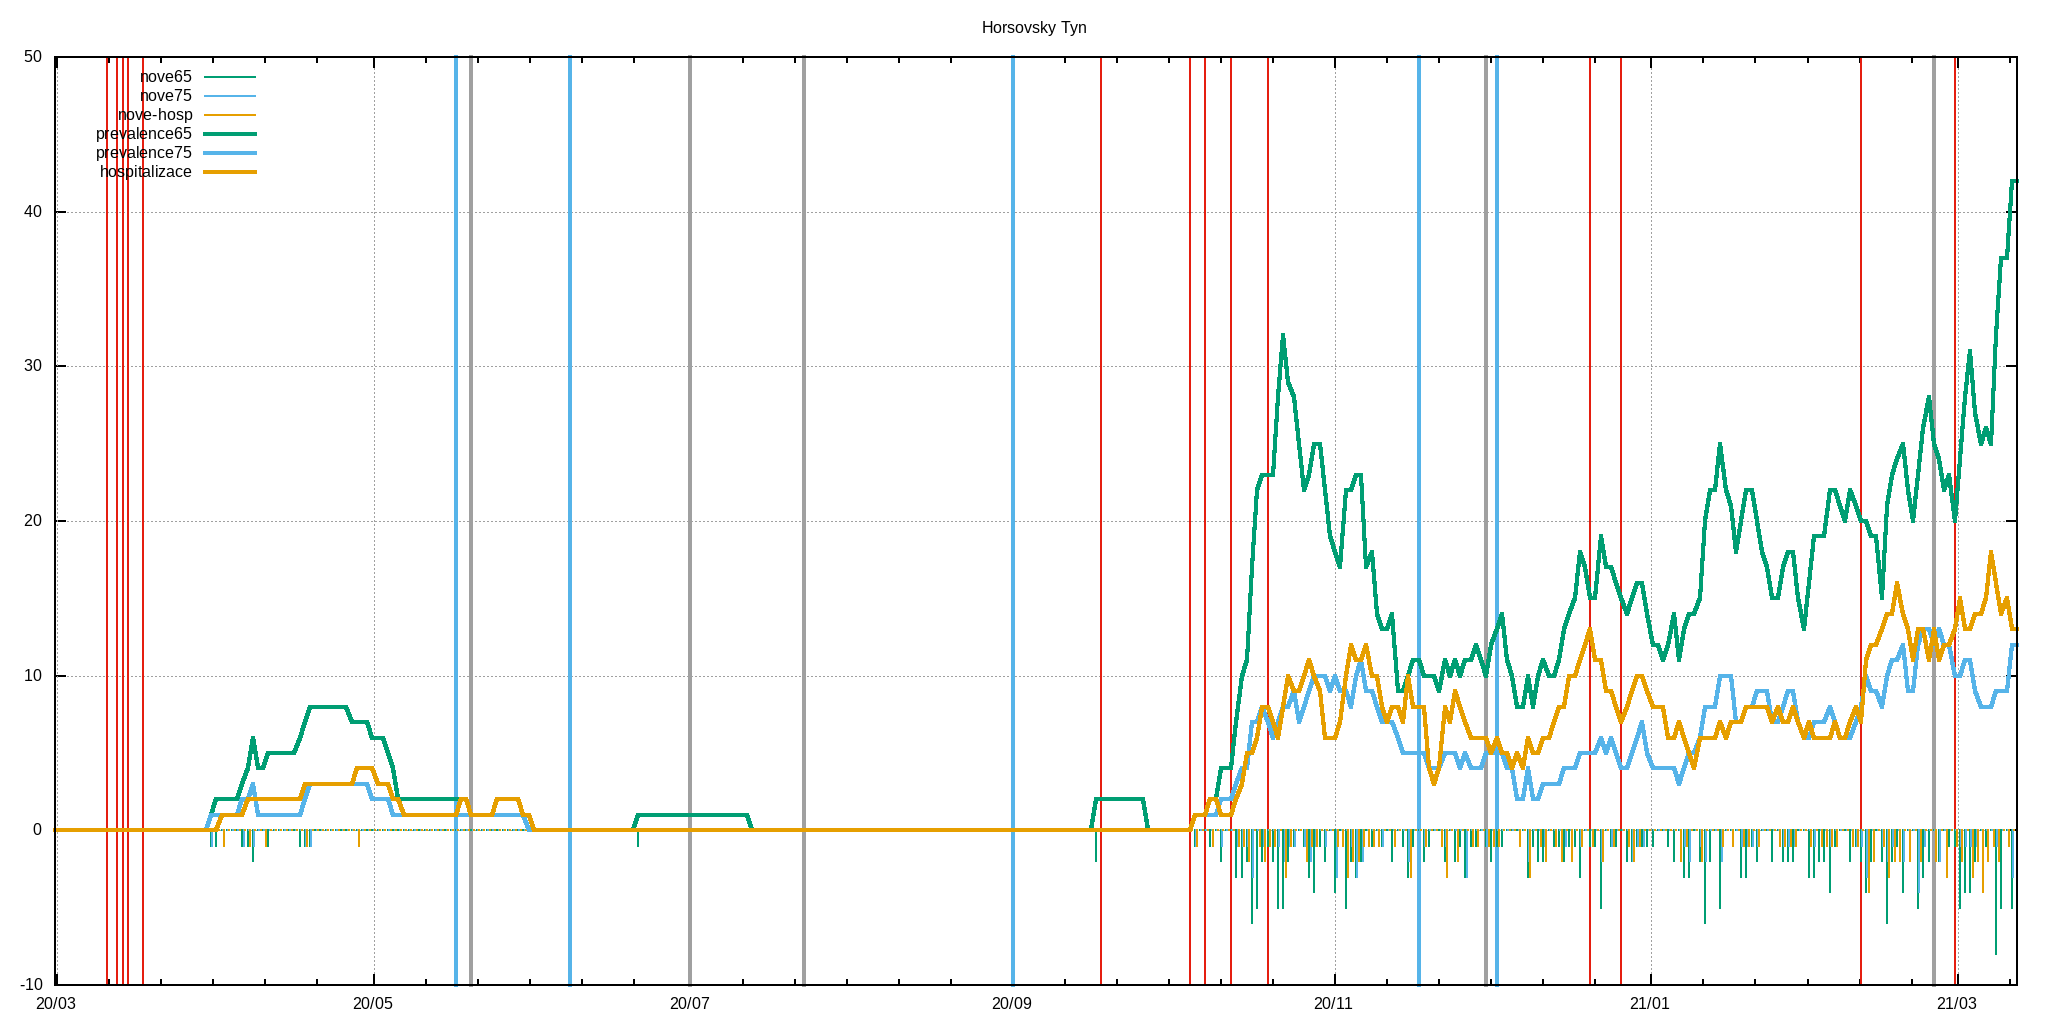 Horsovsky Tyn
50
40
30
20
10
0
-10
nove65
nove75
nove-hosp
prevalence65
prevalence75
hospitalizace
20/03 20/05 20/07 20/09 20/11 21/01 21/03